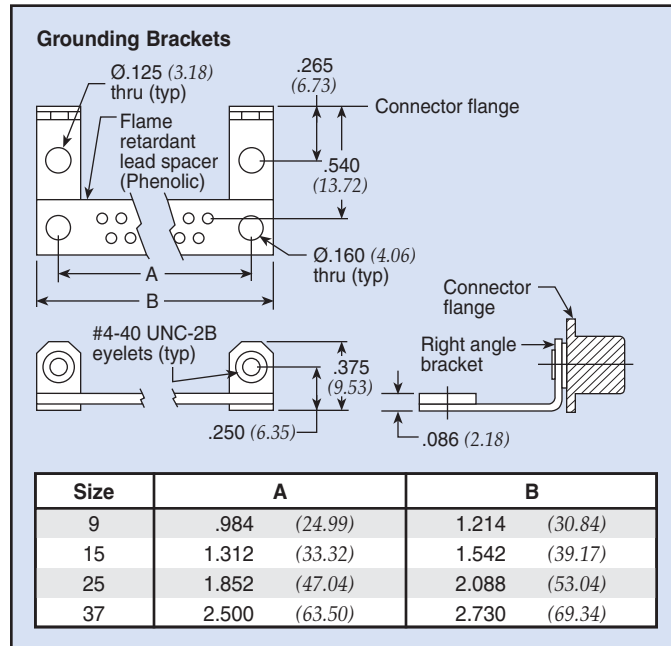 Grounding Brackets
Ø.125 (3.18)
thru (typ)
.265
(6.73)
Connector flange
Flame
retardant
lead spacer
(Phenolic)
.540
(13.72)
Ø.160 (4.06)
thru (typ)
A
B
Connector
flange
#4-40 UNC-2B
eyelets (typ)
.375
(9.53)
Right angle
bracket
.250 (6.35)
.086 (2.18)
Size A B
9 .984 (24.99) 1.214 (30.84)
15 1.312 (33.32) 1.542 (39.17)
25 1.852 (47.04) 2.088 (53.04)
37 2.500 (63.50) 2.730 (69.34)